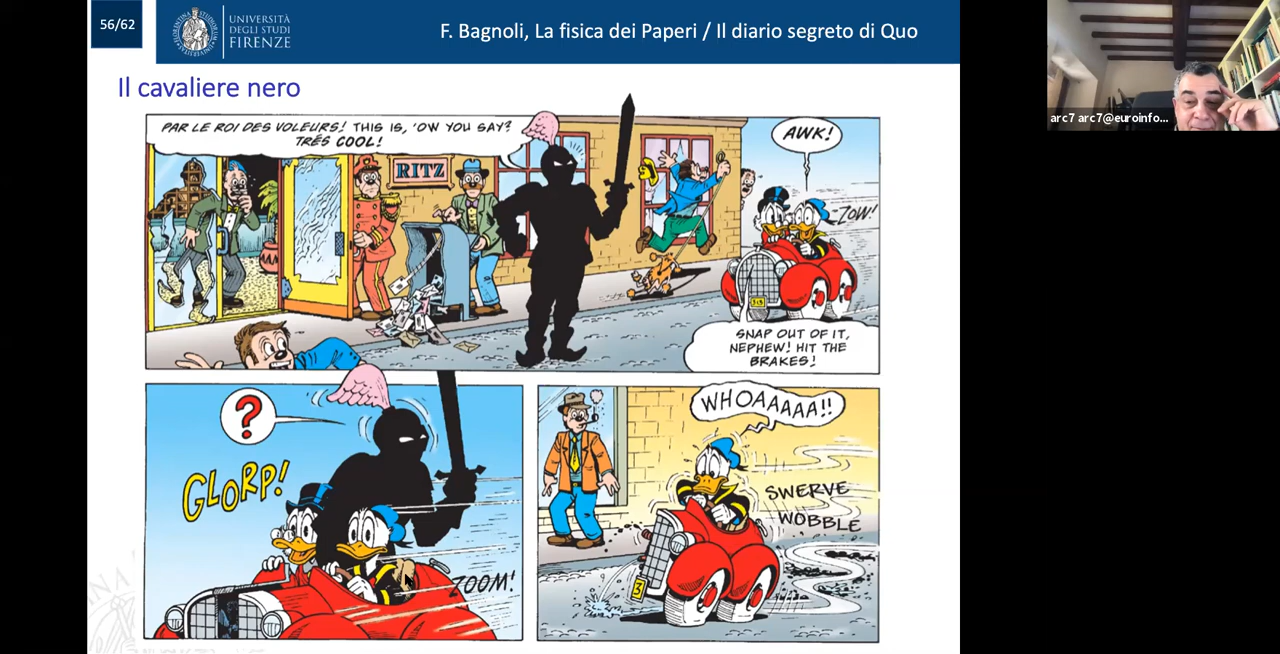 56/62
UNIVERSITÀ
DEGLI STUDI
FIRENZE
F. Bagnoli, La fisica dei Paperi / Il diario segreto di Quo
arc7 arc7@euroinfo...
Il cavaliere nero
PAR LE ROI DES VOLEURS! THIS IS, 'OW YOU SAY?
TRÉS COOL!
RITZ
AWK!
ZOW!
SNAP OUT OF IT,
NEPHEW! HIT THE
BRAKES!
?
GLORP!
ZOOM!
WHOAAAAA!!
SWERVE
WOBBLE